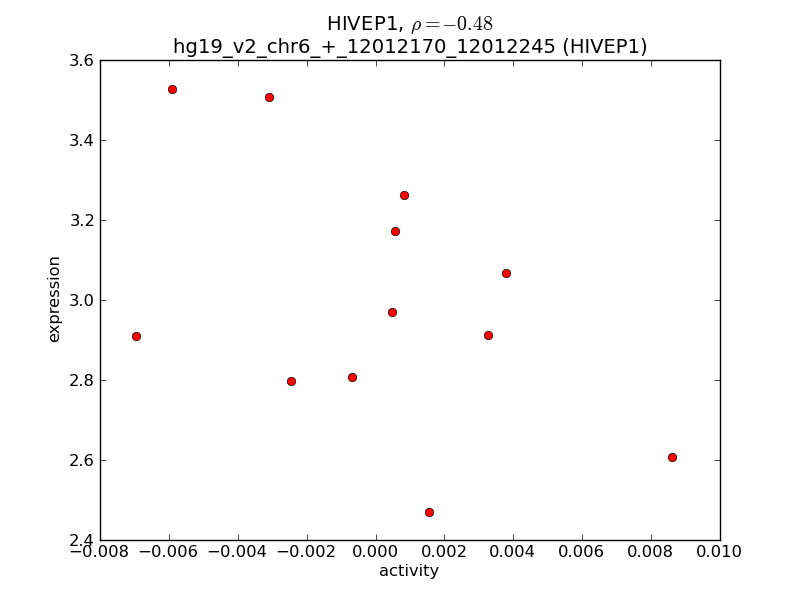 HIVEP1, ρ=−0.48
hg19_v2_chr6_+_12012170_12012245 (HIVEP1)
3.6
3.4
3.2
3.0
2.8
2.6
2.4
expression
−0.008 −0.006 −0.004 −0.002 0.000 0.002 0.004 0.006 0.008 0.010
activity